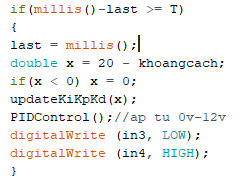 if(millis()-last >= T)
{
last = millis();
double x = 20 - khoangcach;
if(x < 0) x = 0;
updateKiKpKd(x);
PIDControl();//ap tu 0v-12v
digitalWrite (in3, LOW);
digitalWrite (in4, HIGH);
}